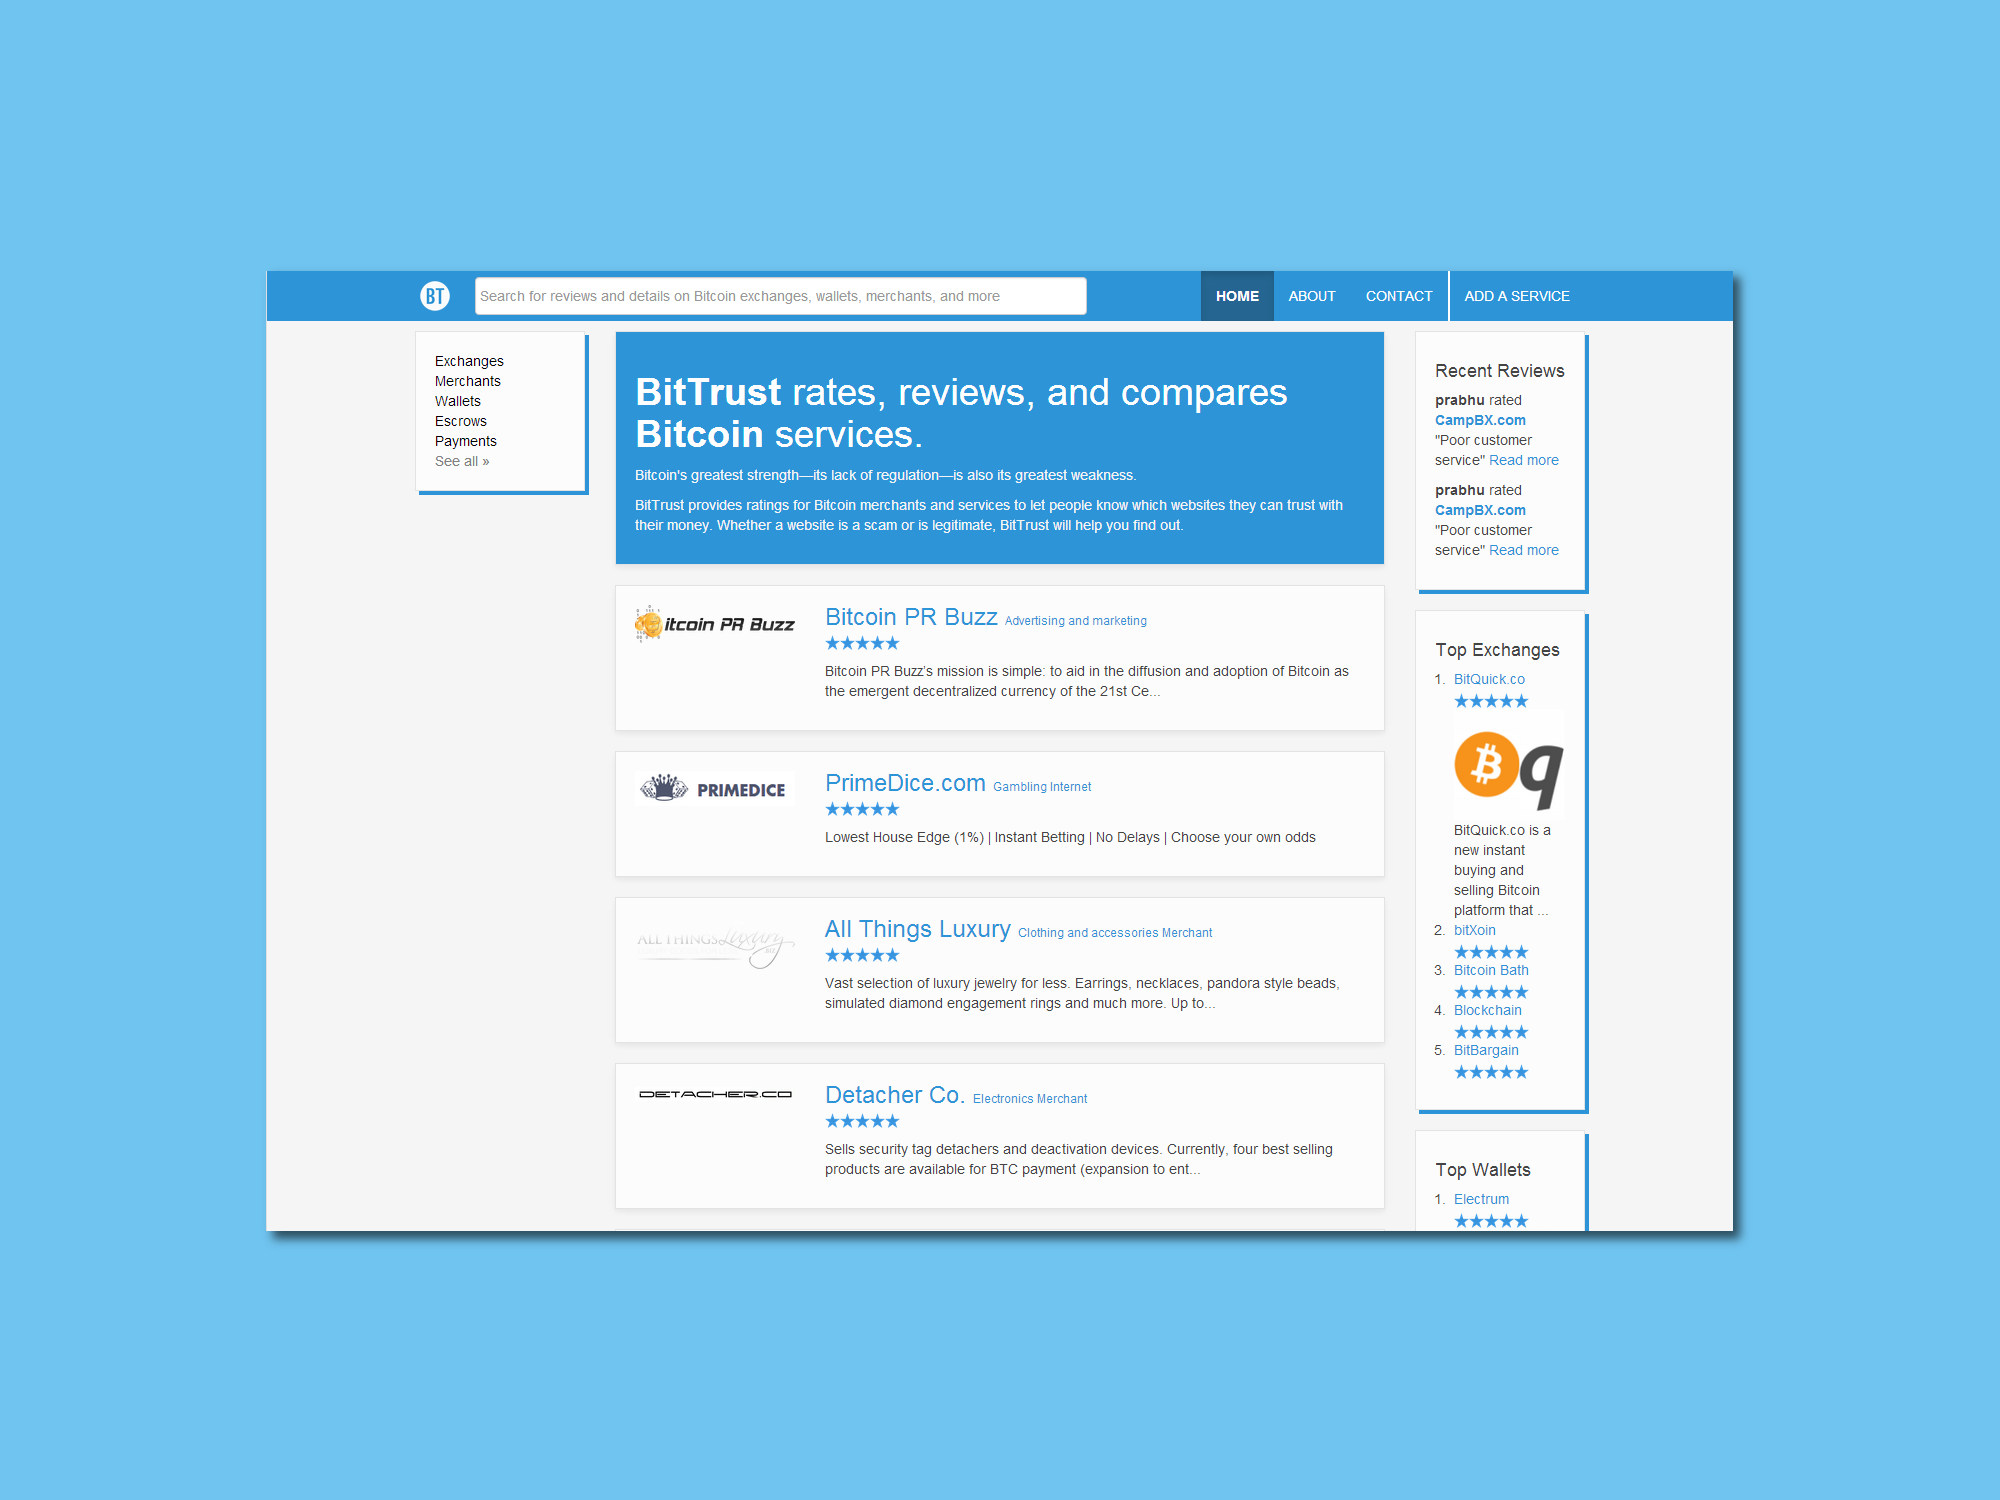 BT
Search for reviews and details on Bitcoin exchanges, wallets, merchants, and more
HOME
ABOUT
CONTACT
ADD A SERVICE
Exchanges
Merchants
Wallets
Escrows
Payments
See all »
BitTrust rates, reviews, and compares
Bitcoin services.
Bitcoin's greatest strength—its lack of regulation—is also its greatest weakness.
BitTrust provides ratings for Bitcoin merchants and services to let people know which websites they can trust with
their money. Whether a website is a scam or is legitimate, BitTrust will help you find out.
itcoin PR Buzz
Bitcoin PR Buzz Advertising and marketing
★★★★★
Bitcoin PR Buzz's mission is simple: to aid in the diffusion and adoption of Bitcoin as
the emergent decentralized currency of the 21st Ce...
PRIMEDICE
PrimeDice.com Gambling Internet
★★★★★
Lowest House Edge (1%) | Instant Betting | No Delays | Choose your own odds
ALL THINGS Luxury
.BIZ
All Things Luxury Clothing and accessories Merchant
★★★★★
Vast selection of luxury jewelry for less. Earrings, necklaces, pandora style beads,
simulated diamond engagement rings and much more. Up to...
DETACHER.CO
Detacher Co. Electronics Merchant
★★★★★
Sells security tag detachers and deactivation devices. Currently, four best selling
products are available for BTC payment (expansion to ent...
Recent Reviews
prabhu rated
CampBX.com
"Poor customer
service" Read more
prabhu rated
CampBX.com
"Poor customer
service" Read more
Top Exchanges
1. BitQuick.co
★★★★★
Bq
BitQuick.co is a
new instant
buying and
selling Bitcoin
platform that ...
2. bitXoin
★★★★★
3. Bitcoin Bath
★★★★★
4. Blockchain
★★★★★
5. BitBargain
★★★★★
Top Wallets
1. Electrum
★★★★★